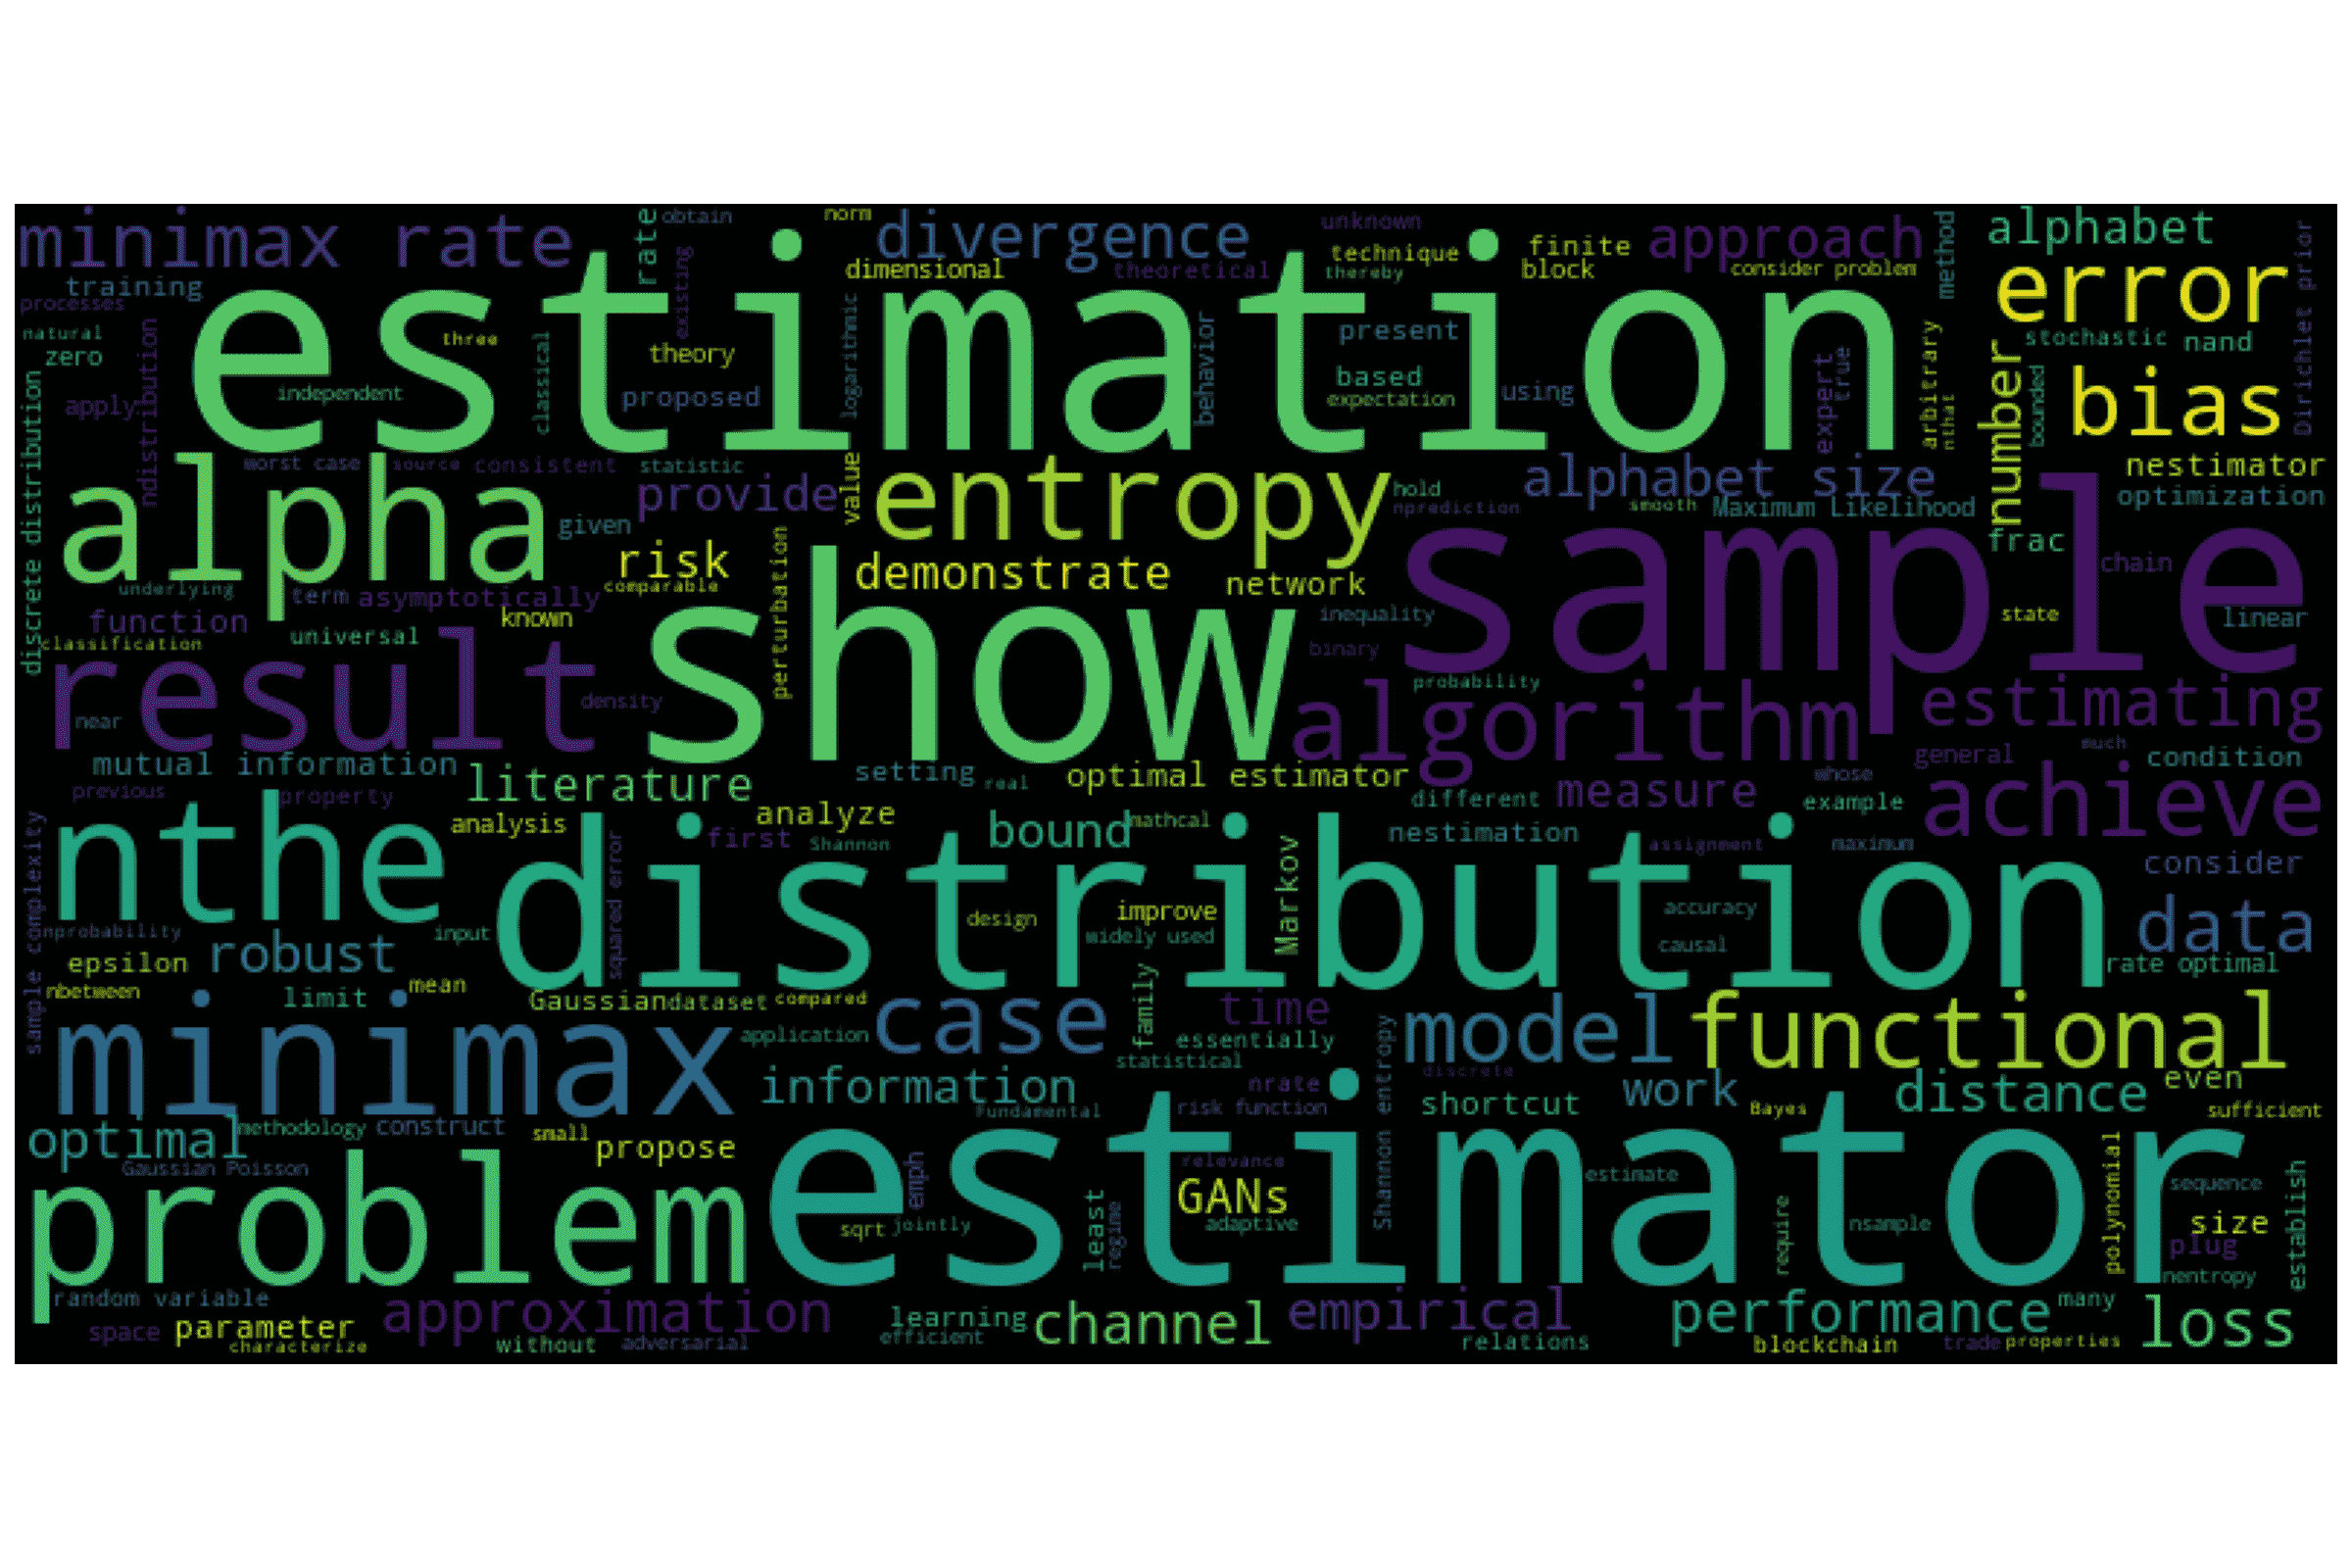 minimax rate
rate
obtain
norm
divergence
unknown
technique
thereby
finite
block
approach
consider problem
method
alphabet
error
Dirichlet prior
training
processes
natural
zero
apply
ndistribution
estimation
three
independent
classical
existing
theory
proposed
logarithmic
dimensional
theoretical
behavior
present
based
expectation
using
expert
true
arbitrary
nthat
number
bounded
stochastic
nand
bias
discrete distribution
alpha
worst case
source
consistent
statistic
provide
value
entropy
hold
nprediction
alphabet size
smooth
Maximum Likelihood
nestimator
optimization
given
risk
comparable
perturbation
demonstrate
network
sample
frac
chain
state
linear
underlying
term
asymptotically
function
universal
known
classification
show
inequality
binary
probability
result
density
near
algorithm
estimating
mutual information
previous
property
literature
setting
real
optimal estimator
different
measure
general
much
whose
example
condition
achieve
nthe
analysis
analyze
first
Shannon
bound
mathcal
Markov
nestimation
assignment
maximum
consider
sample complexity
distribution
squared error
design
improve
widely used
accuracy
causal
data
nprobability
input
robust
epsilon
nbetween
limit
mean
rate optimal
Gaussian
dataset
compared
application
case
family
time
essentially
statistical
model
functional
minimax
information
Fundamental
nrate
risk function
Shannon entropy
discrete
shortcut
work
Bayes
distance
even
sufficient
optimal
methodology
construct
small
propose
Gaussian Poisson
problem
emph
estimator
sqrt
jointly
least
regime
relevance
GANs
adaptive
estimate
require
nsample
polynomial
sequence
size
plug
nentropy
establish
random variable
space
parameter
characterize
approximation
without
adversarial
learning
efficient
channel
empirical
relations
performance
many
blockchain
trade
properties
loss